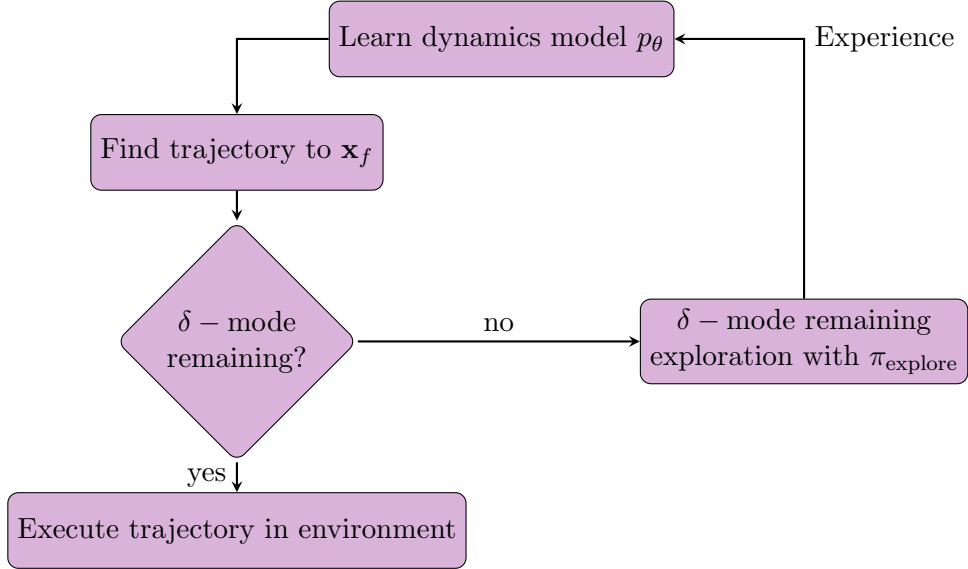 Learn dynamics model p_θ
Experience
Find trajectory to x_f
δ − mode
remaining?
no
δ − mode remaining
exploration with π_explore
yes
Execute trajectory in environment